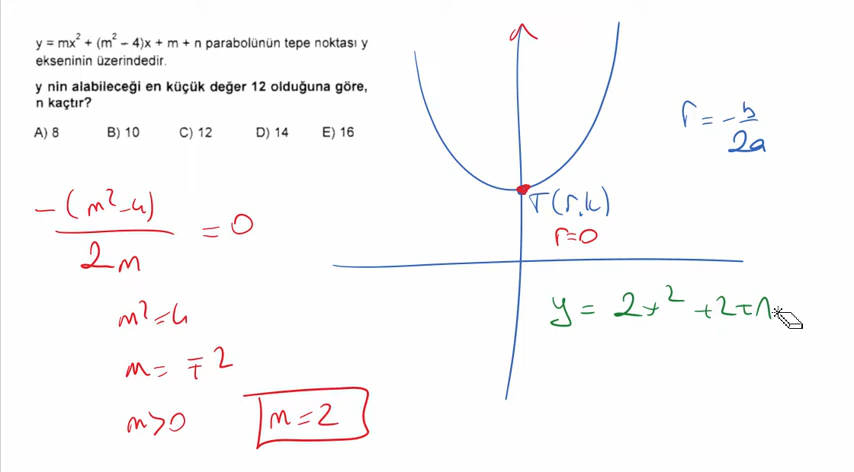 y = mx² + (m² – 4)x + m + n parabolünün tepe noktası y
ekseninin üzerindedir.
y nin alabileceği en küçük değer 12 olduğuna göre,
n kaçtır?
A) 8 B) 10 C) 12 D) 14 E) 16
r = -b/2a
T(r,k)
r=0
-(m²-4)/2m = 0
m²=4
m = ∓2
m>0
m=2
y = 2x² +2+n